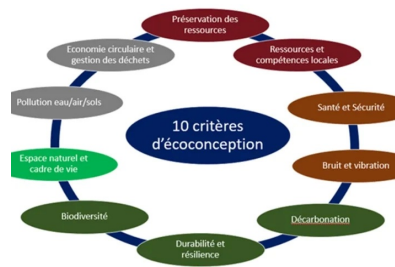 Préservation des
ressources
Economie circulaire et
gestion des déchets
Ressources et
compétences locales
Pollution eau/air/sols
Santé et Sécurité
10 critères
d'écoconception
Espace naturel et
cadre de vie
Bruit et vibration
Biodiversité
Décarbonation
Durabilité et
résilience